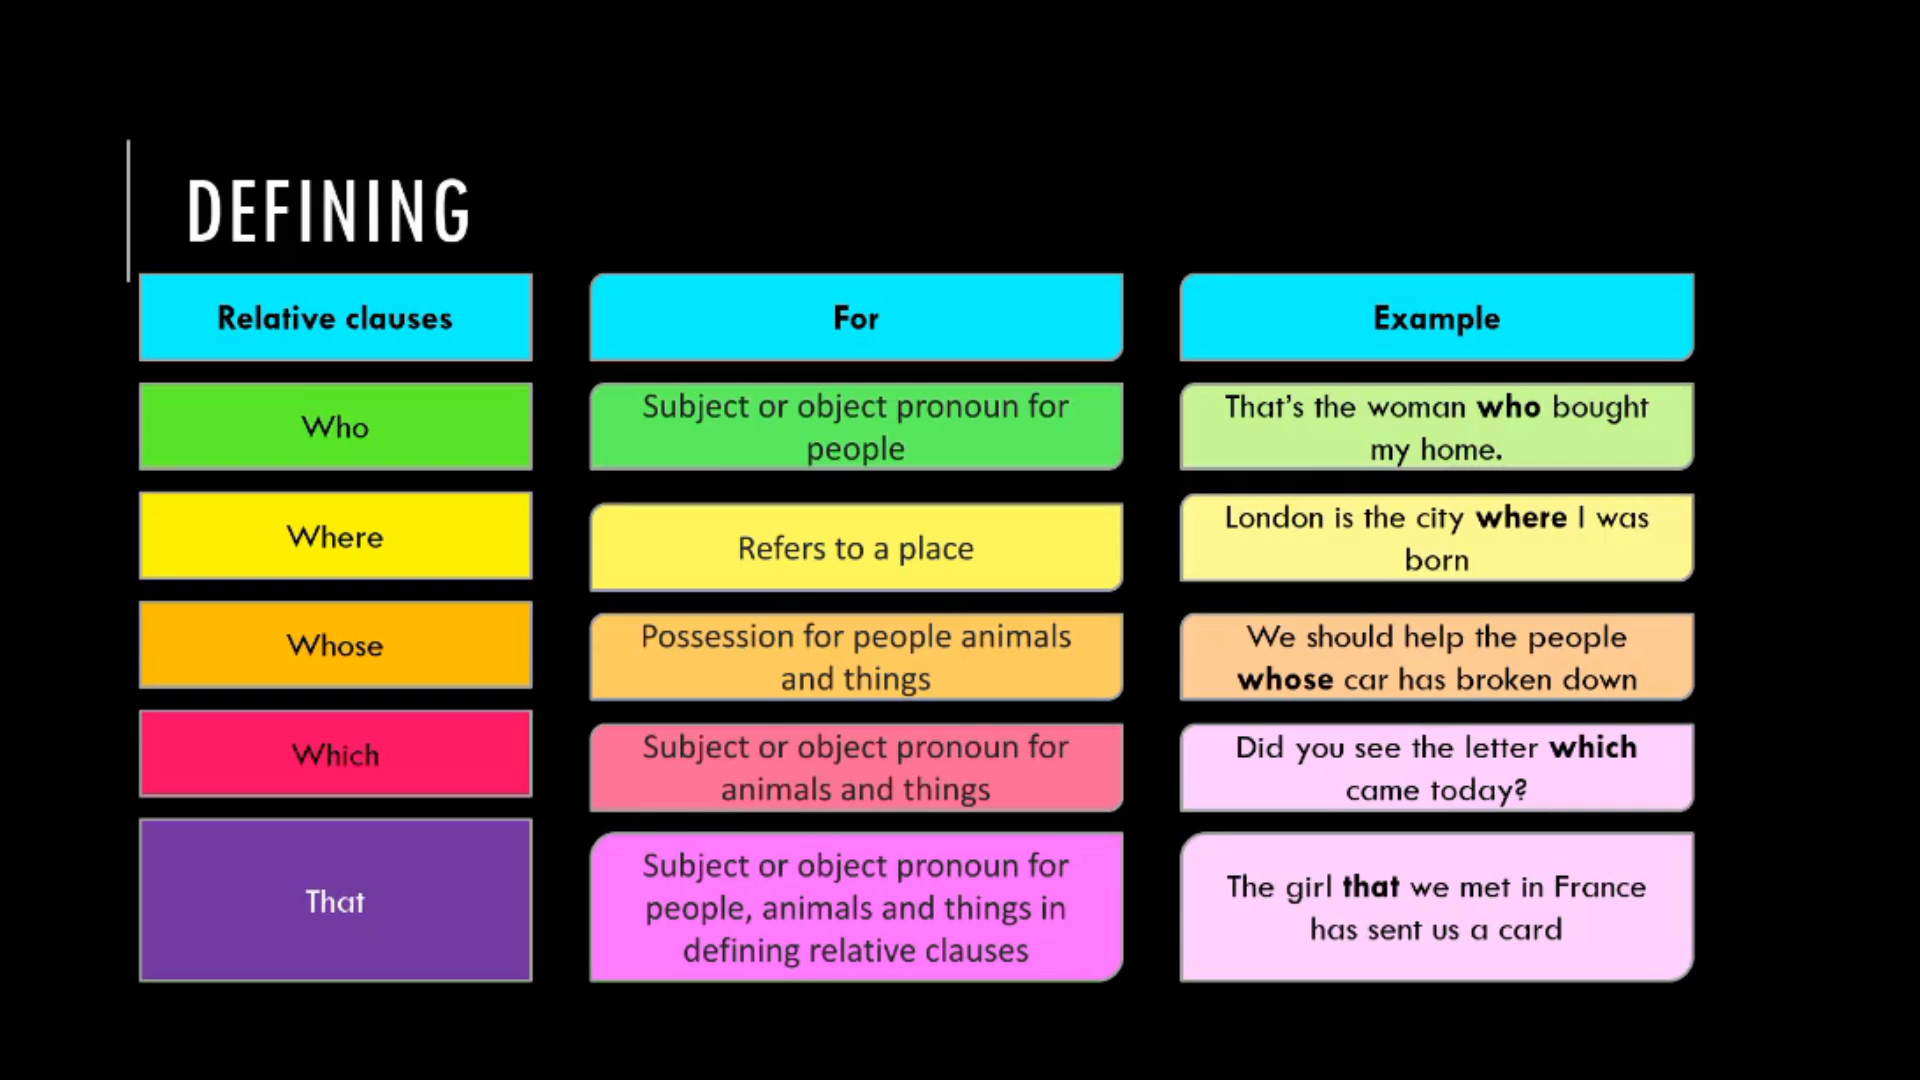 DEFINING
Relative clauses
For
Example
Who
Subject or object pronoun for
people
That's the woman who bought
my home.
Where
Refers to a place
London is the city where I was
born
Whose
Possession for people animals
and things
We should help the people
whose car has broken down
Which
Subject or object pronoun for
animals and things
Did you see the letter which
came today?
That
Subject or object pronoun for
people, animals and things in
defining relative clauses
The girl that we met in France
has sent us a card